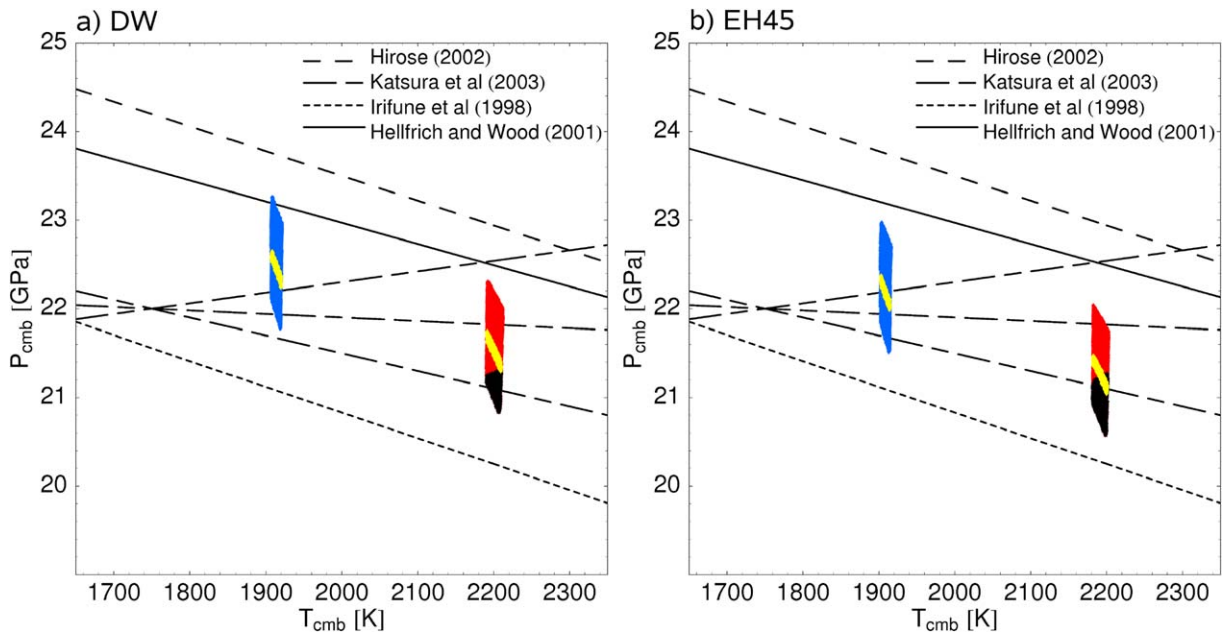 a) DW
25
24
23
22
21
20
P_cmb [GPa]
Hirose (2002)
Katsura et al (2003)
Irifune et al (1998)
Hellfrich and Wood (2001)
1700 1800 1900 2000 2100 2200 2300
T_cmb [K]
b) EH45
25
24
23
22
21
20
P_cmb [GPa]
Hirose (2002)
Katsura et al (2003)
Irifune et al (1998)
Hellfrich and Wood (2001)
1700 1800 1900 2000 2100 2200 2300
T_cmb [K]